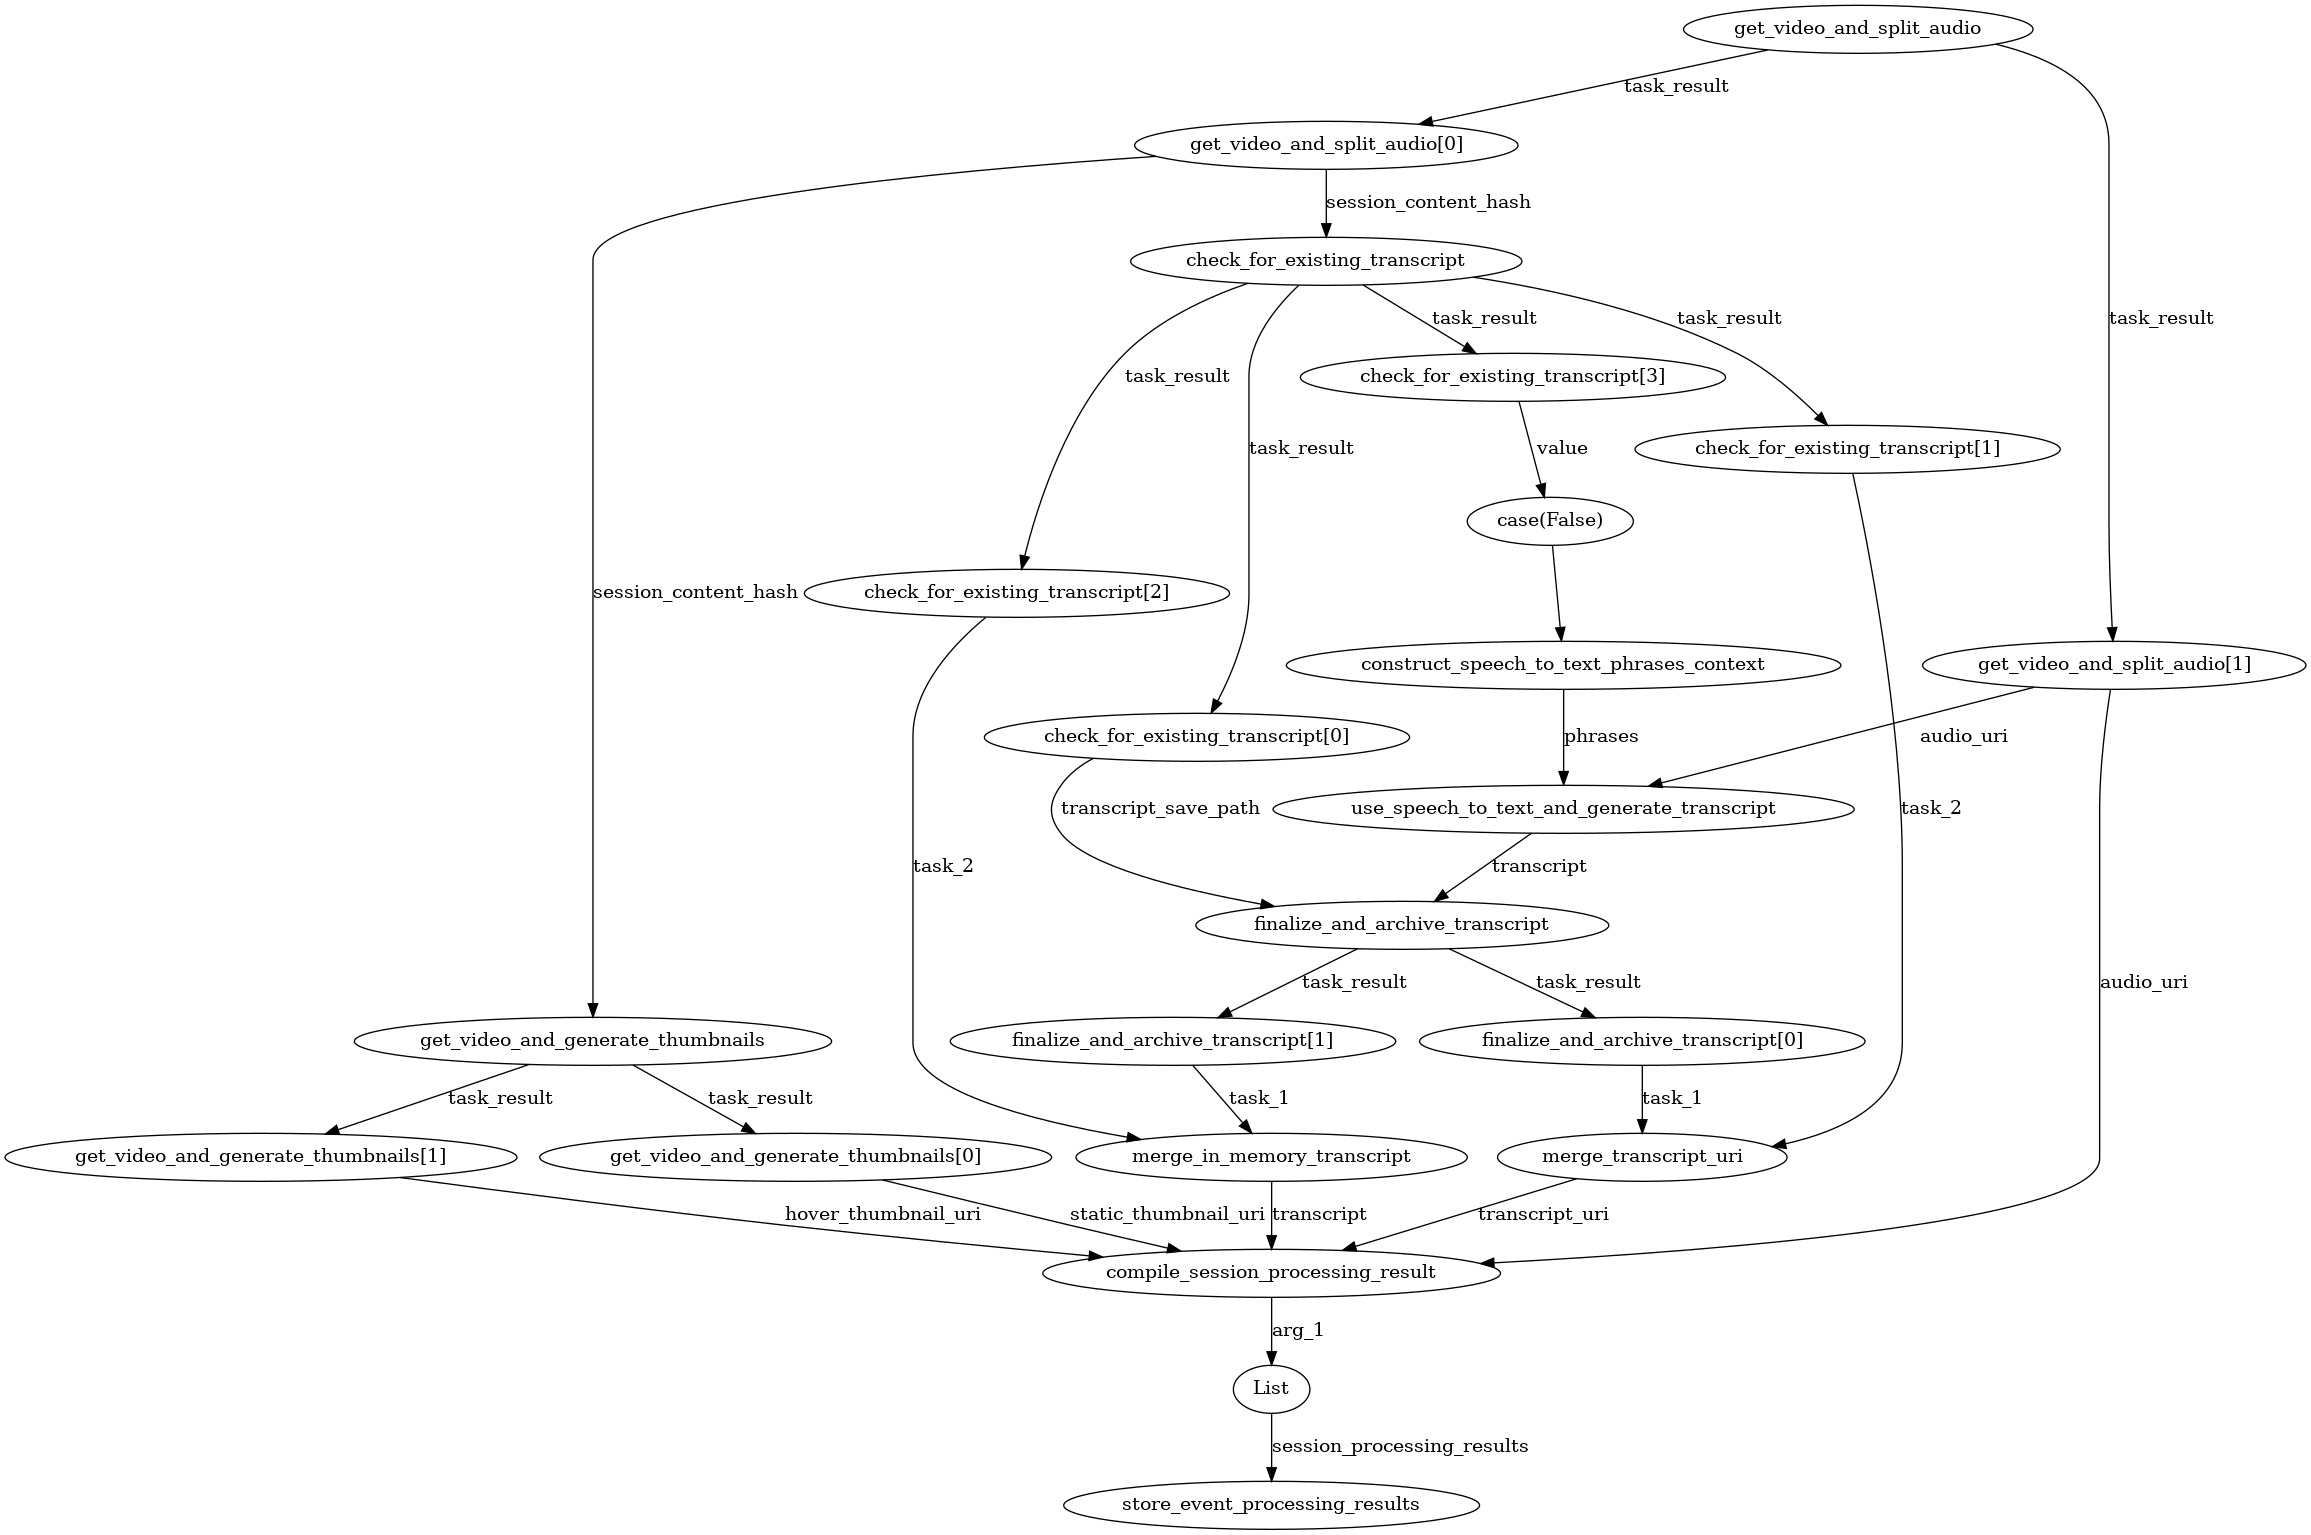 get_video_and_split_audio
task_result
get_video_and_split_audio[0]
session_content_hash
check_for_existing_transcript
task_result
task_result
task_result
check_for_existing_transcript[3]
task_result
task_result
value
check_for_existing_transcript[1]
case(False)
session_content_hash
check_for_existing_transcript[2]
construct_speech_to_text_phrases_context
get_video_and_split_audio[1]
check_for_existing_transcript[0]
phrases
audio_uri
transcript_save_path
use_speech_to_text_and_generate_transcript
task_2
task_2
transcript
finalize_and_archive_transcript
task_result
task_result
audio_uri
get_video_and_generate_thumbnails
finalize_and_archive_transcript[1]
finalize_and_archive_transcript[0]
task_result
task_result
task_1
task_1
get_video_and_generate_thumbnails[1]
get_video_and_generate_thumbnails[0]
merge_in_memory_transcript
merge_transcript_uri
hover_thumbnail_uri
static_thumbnail_uri
transcript
transcript_uri
compile_session_processing_result
arg_1
List
session_processing_results
store_event_processing_results